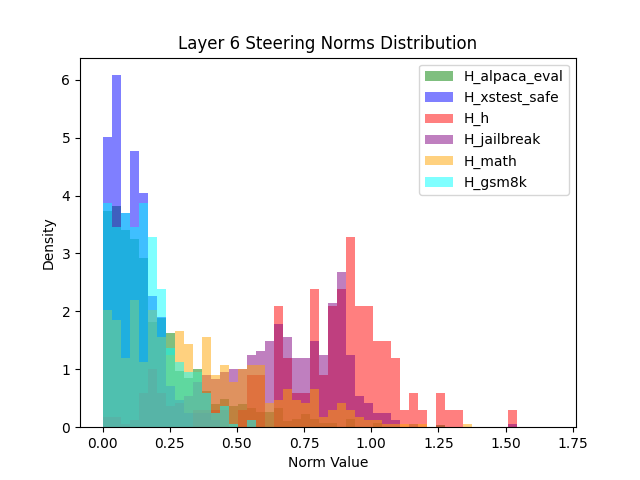 Layer 6 Steering Norms Distribution
H_alpaca_eval
H_xstest_safe
H_h
H_jailbreak
H_math
H_gsm8k
Density
6
5
4
3
2
1
0
0.00 0.25 0.50 0.75 1.00 1.25 1.50 1.75
Norm Value